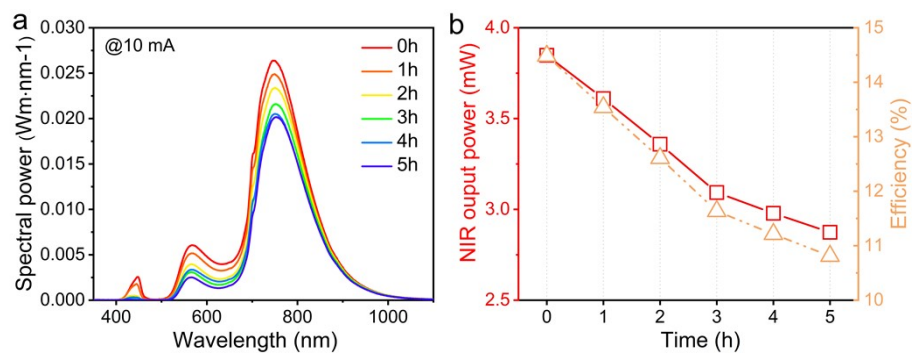 a
@10 mA
0h
1h
2h
3h
4h
5h
Spectral power (Wm·nm-1)
0.030
0.025
0.020
0.015
0.010
0.005
0.000
400 600 800 1000
Wavelength (nm)
b
NIR ouput power (mW)
4.0
3.5
3.0
2.5
0 1 2 3 4 5
Time (h)
15
14
13
12
11
10
Efficiency (%)